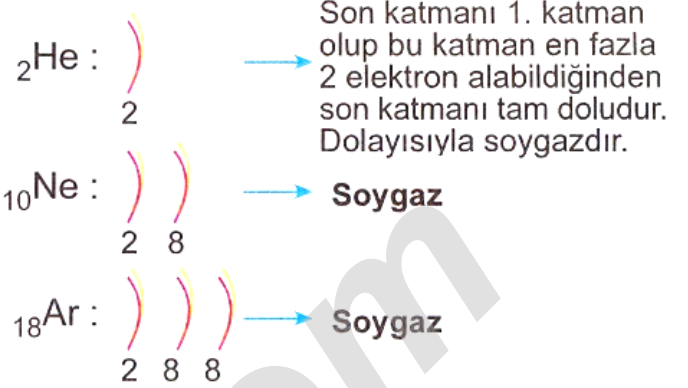 Son katmanı 1. katman
₂He : olup bu katman en fazla
2 elektron alabildiğinden
2 son katmanı tam doludur.
Dolayısıyla soygazdır.
₁₀Ne : Soygaz
2 8
₁₈Ar : Soygaz
2 8 8